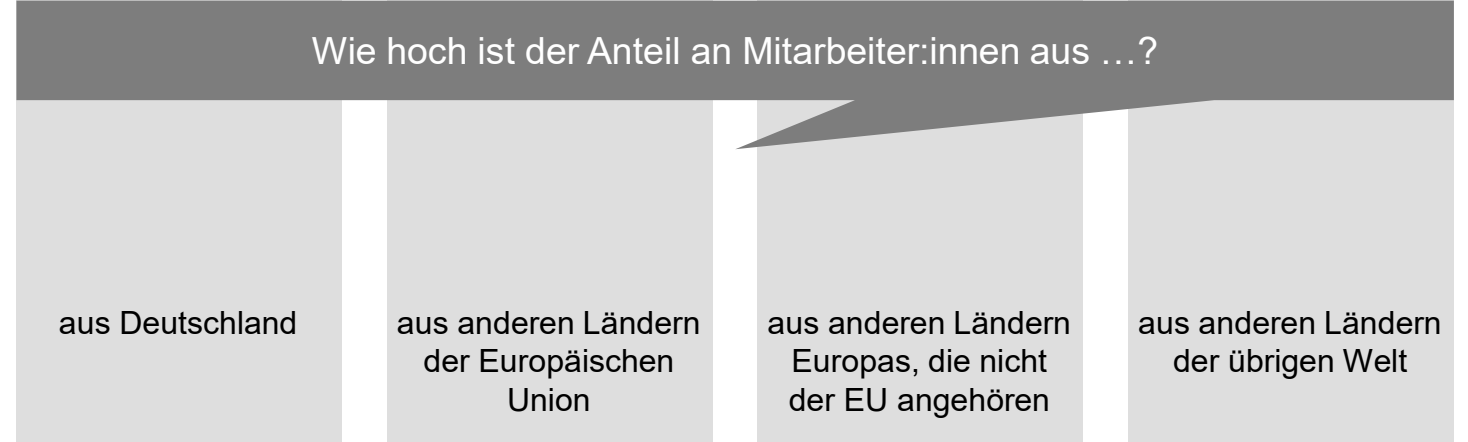 Wie hoch ist der Anteil an Mitarbeiter:innen aus …?
aus Deutschland
aus anderen Ländern
der Europäischen
Union
aus anderen Ländern
Europas, die nicht
der EU angehören
aus anderen Ländern
der übrigen Welt